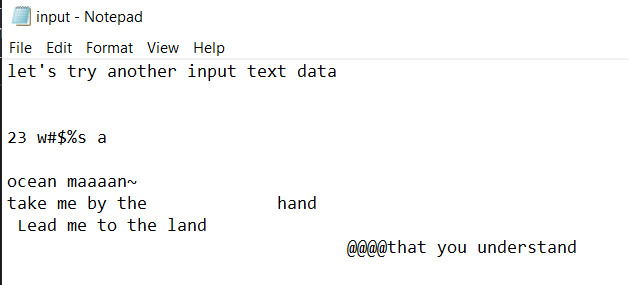 input - Notepad
File Edit Format View Help
let's try another input text data
23 w#$%s a
ocean maaaan~
take me by the             hand
 Lead me to the land
                                  @@@@that you understand